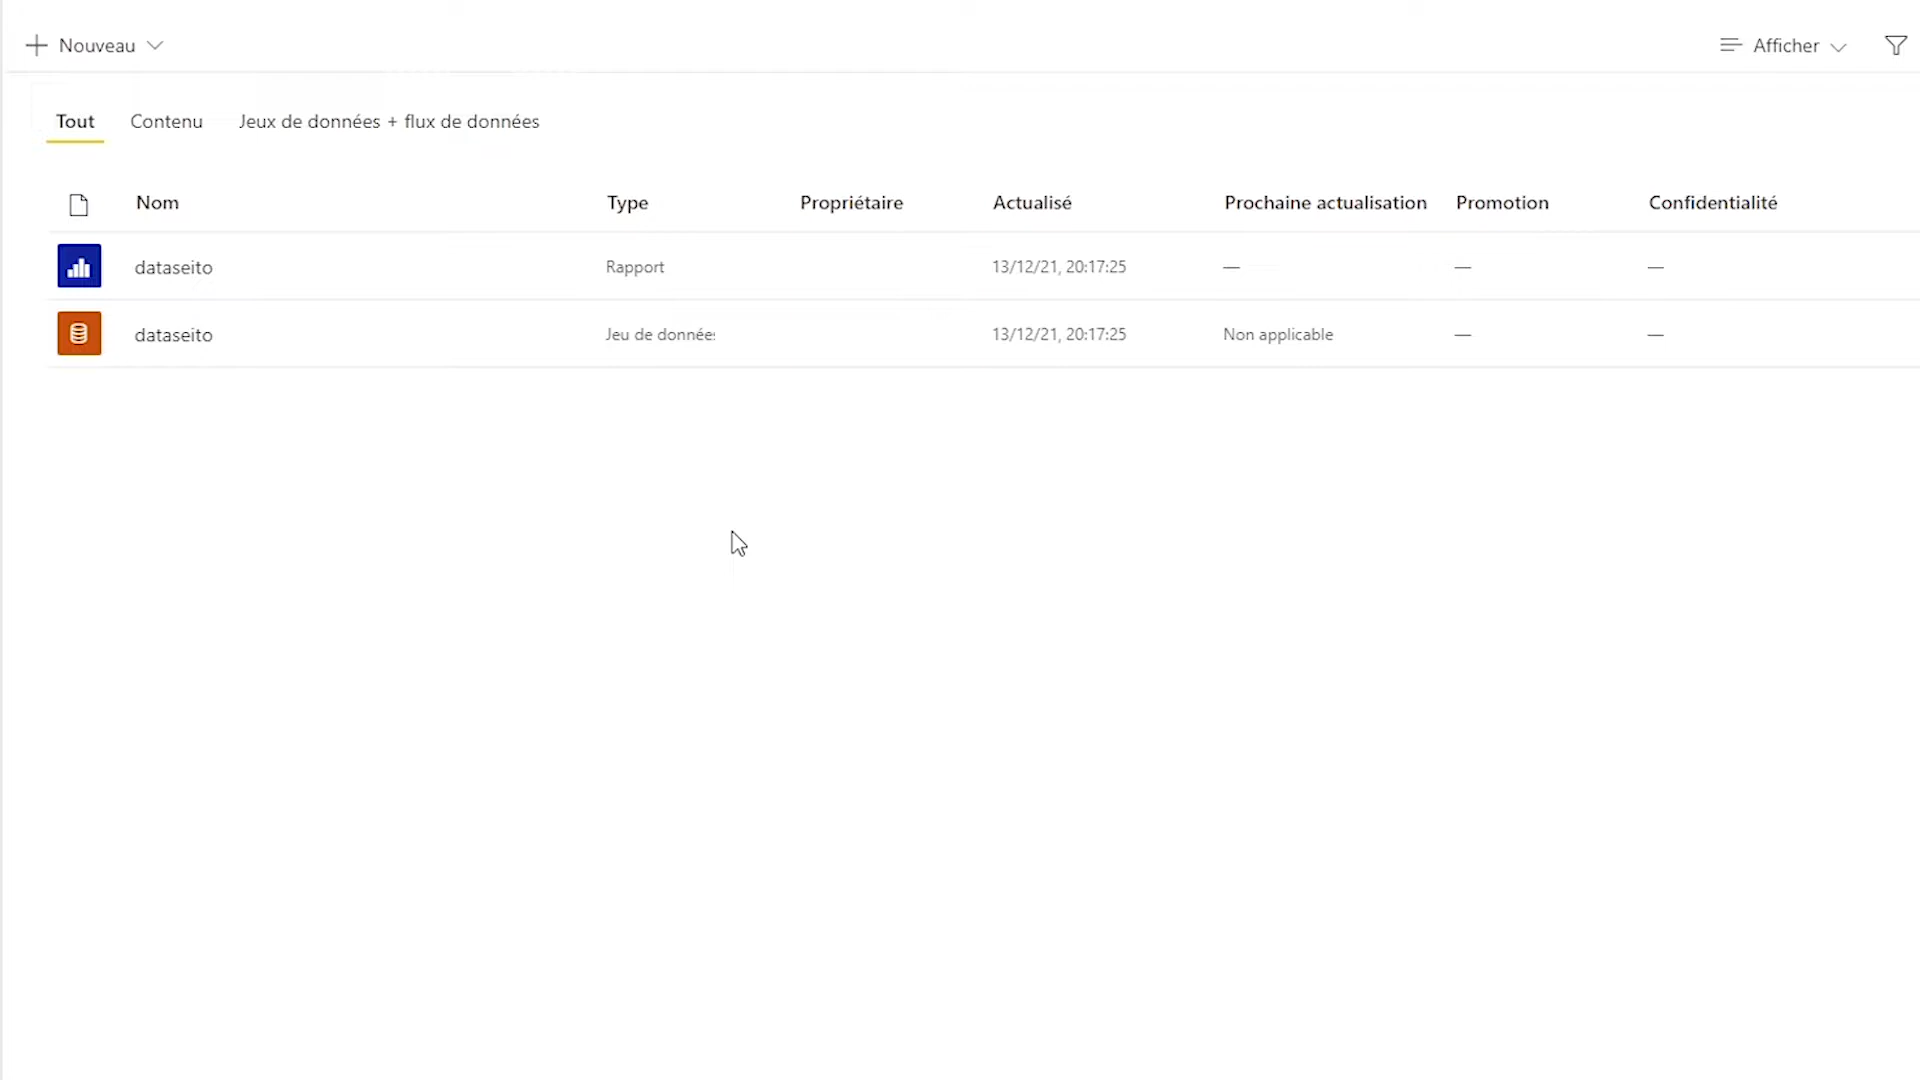 Nouveau Afficher
Tout Contenu Jeux de données + flux de données
Nom Type Propriétaire Actualisé Prochaine actualisation Promotion Confidentialité
dataseito Rapport 13/12/21, 20:17:25 — — —
dataseito Jeu de données 13/12/21, 20:17:25 Non applicable — —